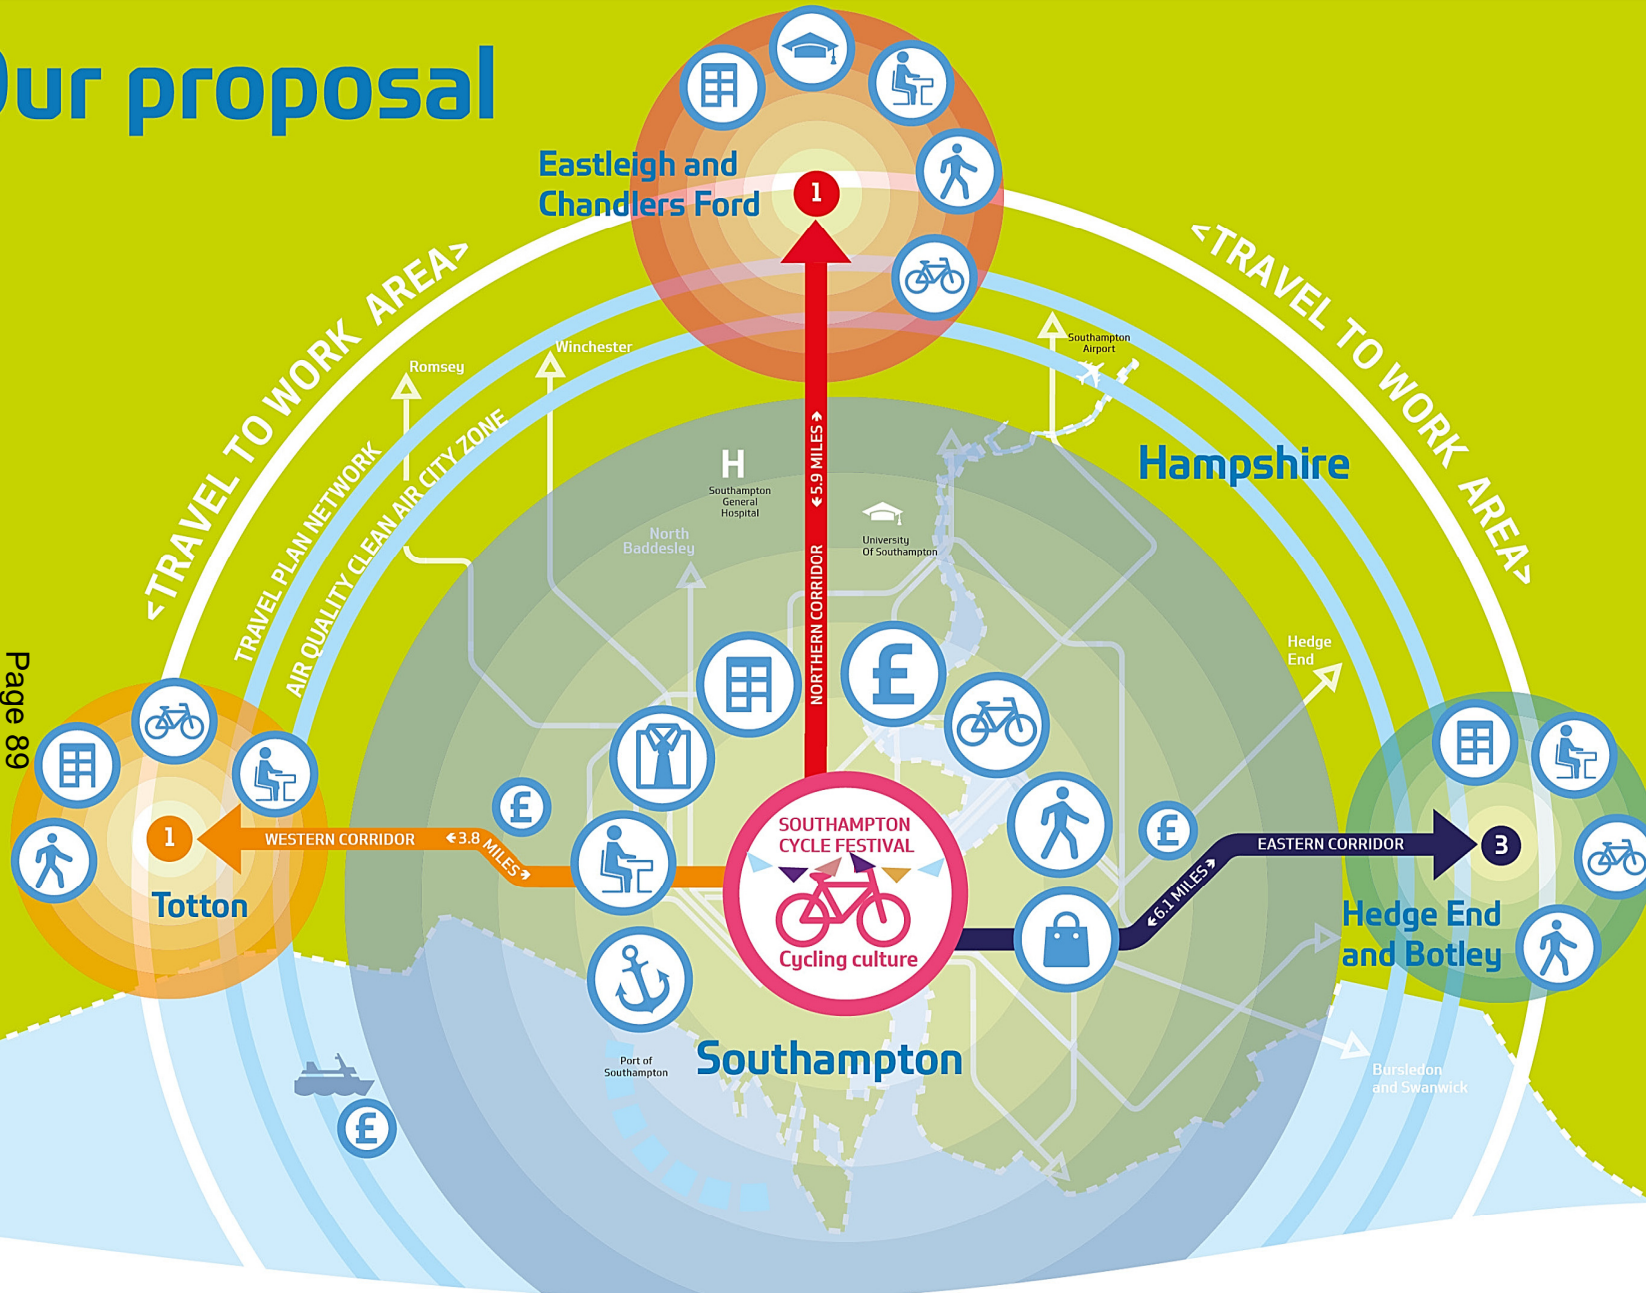 Our proposal
Eastleigh and
Chandlers Ford
1
<TRAVEL TO WORK AREA>
<TRAVEL TO WORK AREA>
TRAVEL PLAN NETWORK
AIR QUALITY CLEAN AIR CITY ZONE
Romsey
Winchester
Southampton
Airport
Hampshire
H
Southampton
General
Hospital
North
Baddesley
University
Of Southampton
5.9 MILES
NORTHERN CORRIDOR
Hedge
End
Page 89
£
£
£
1
WESTERN CORRIDOR
3.8 MILES
Totton
SOUTHAMPTON
CYCLE FESTIVAL
Cycling culture
6.1 MILES
EASTERN CORRIDOR
3
Hedge End
and Botley
Port of
Southampton
Southampton
Bursledon
and Swanwick
£